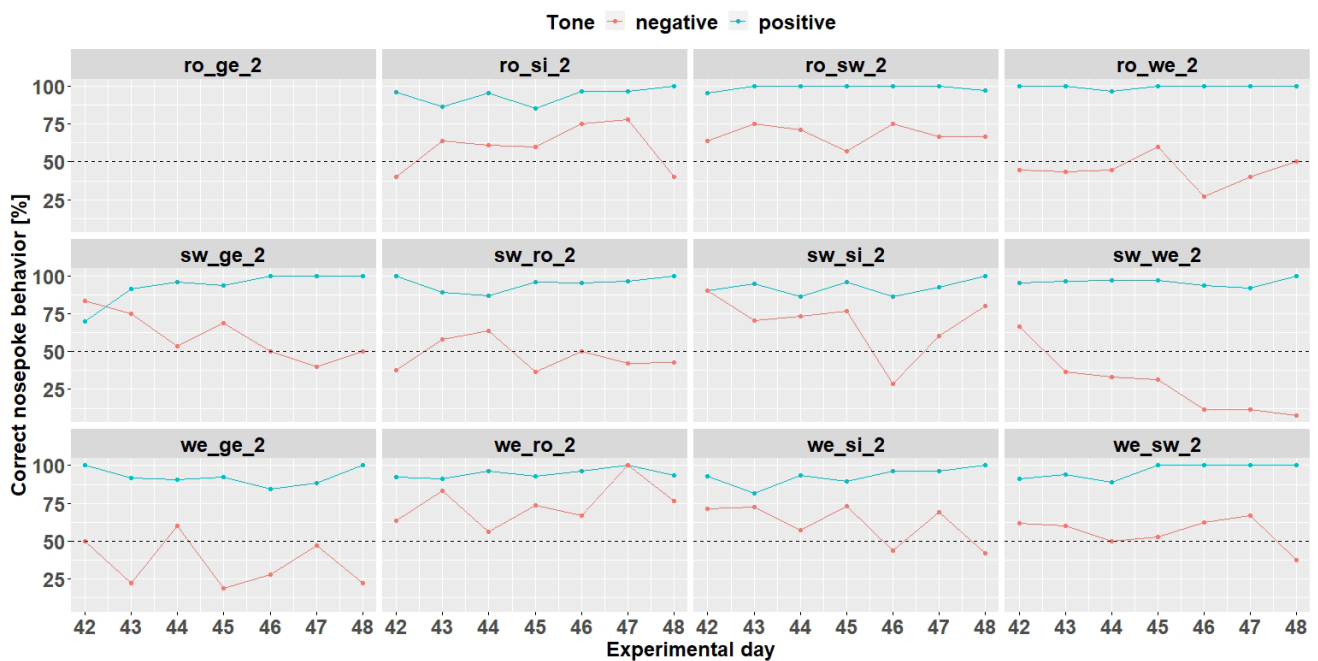 Tone negative positive
ro_ge_2 ro_si_2 ro_sw_2 ro_we_2
100
75
50
25
sw_ge_2 sw_ro_2 sw_si_2 sw_we_2
100
75
50
25
we_ge_2 we_ro_2 we_si_2 we_sw_2
100
75
50
25
Correct nosepoke behavior [%]
42 43 44 45 46 47 48 42 43 44 45 46 47 48 42 43 44 45 46 47 48 42 43 44 45 46 47 48
Experimental day